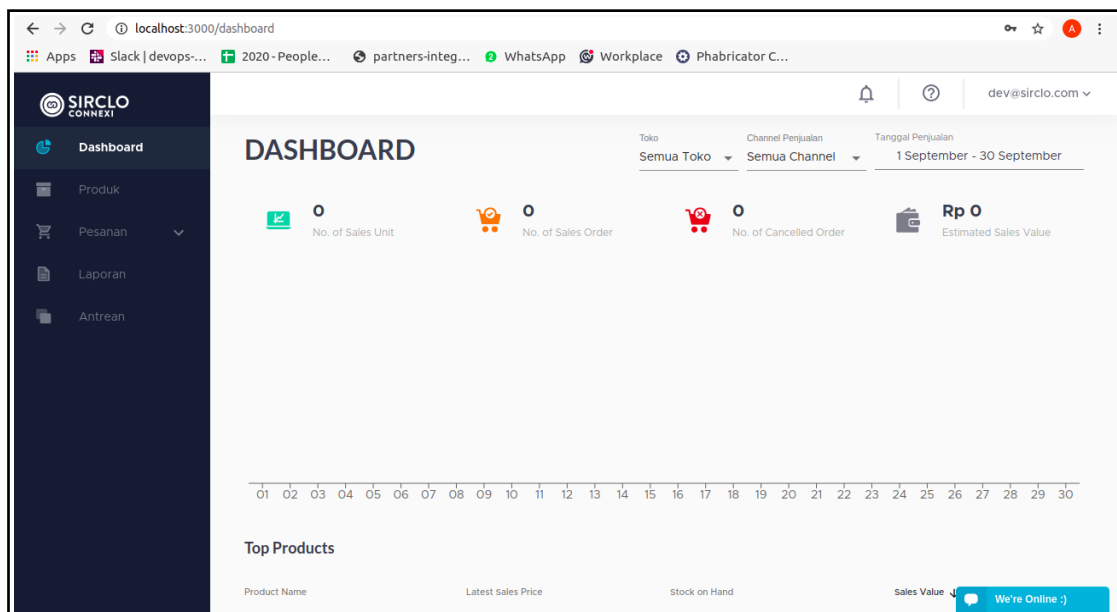 localhost:3000/dashboard
A
Apps Slack | devops-... 2020 - People... partners-integ... WhatsApp Workplace Phabricator C...
SIRCLO
CONNEXI
dev@sirclo.com
Dashboard
Produk
Pesanan
Laporan
Antrean
DASHBOARD
Toko
Semua Toko
Channel Penjualan
Semua Channel
Tanggal Penjualan
1 September - 30 September
0
No. of Sales Unit
0
No. of Sales Order
0
No. of Cancelled Order
Rp 0
Estimated Sales Value
01 02 03 04 05 06 07 08 09 10 11 12 13 14 15 16 17 18 19 20 21 22 23 24 25 26 27 28 29 30
Top Products
Product Name Latest Sales Price Stock on Hand Sales Value
We're Online :)